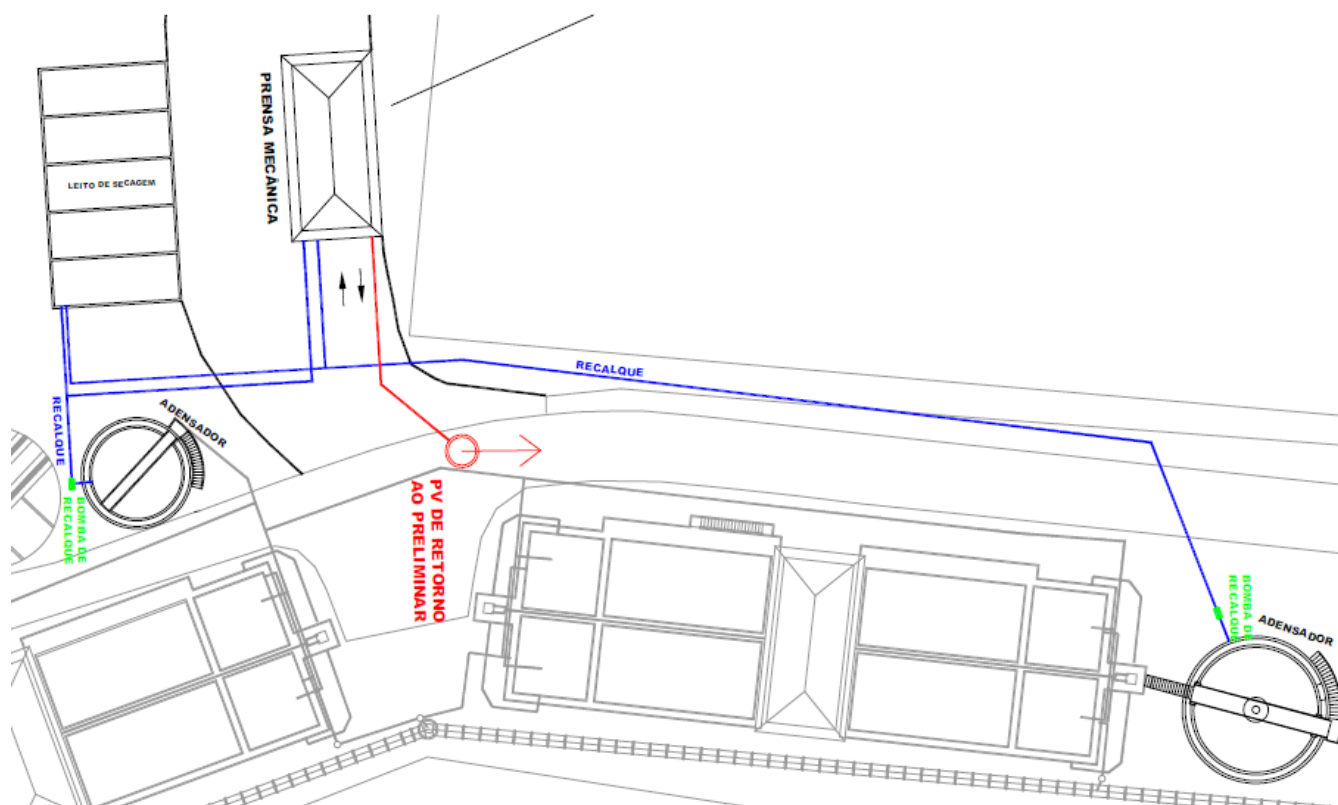 PRENSA MECÂNICA
LEITO DE SECAGEM
RECALQUE
RECALQUE
ADENSADOR
BOMBA DE
RECALQUE
PV DE RETORNO
AO PRELIMINAR
BOMBA DE
RECALQUE
ADENSADOR